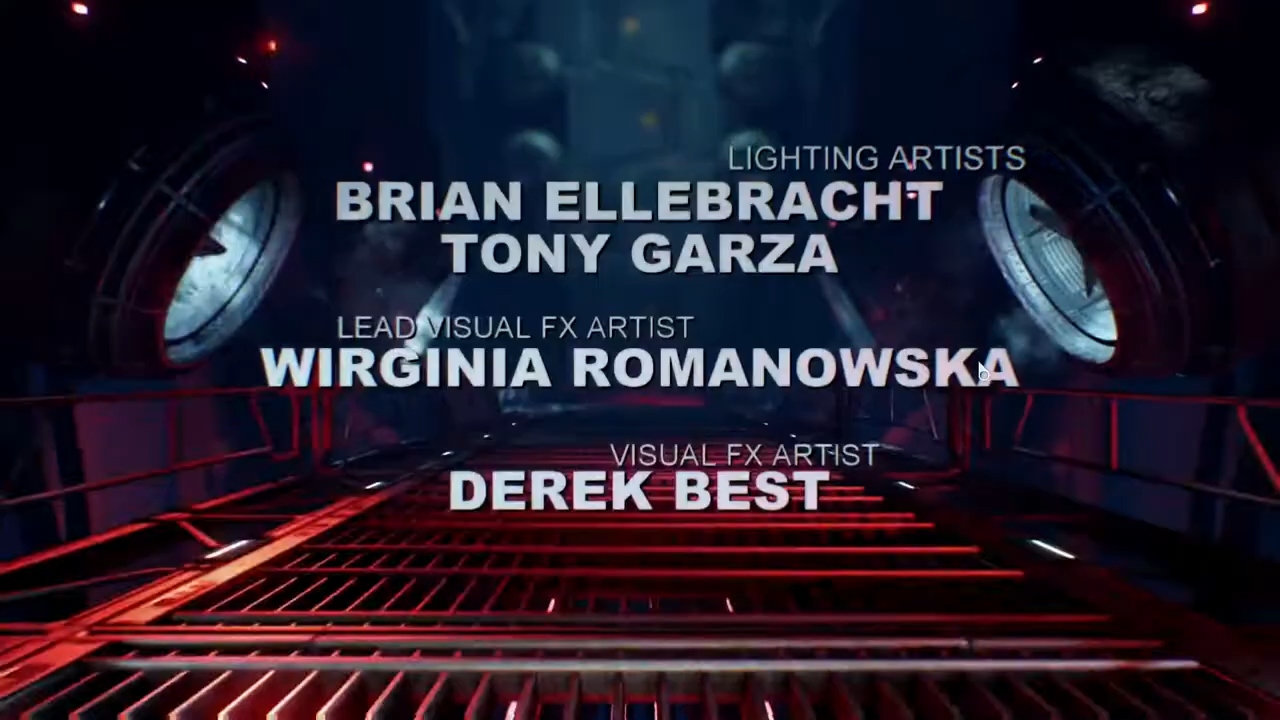 LIGHTING ARTISTS
BRIAN ELLEBRACHT
TONY GARZA
LEAD VISUAL FX ARTIST
WIRGINIA ROMANOWSKA
VISUAL FX ARTIST
DEREK BEST